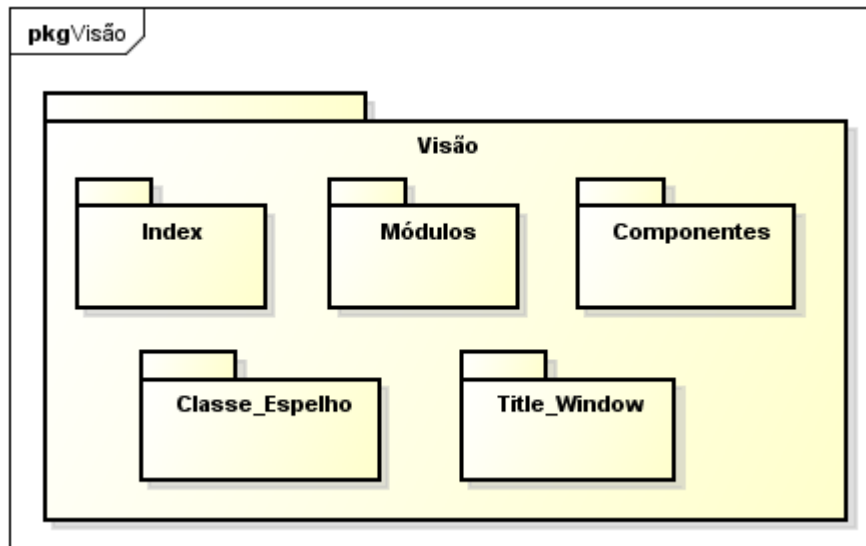 pkgVisão
Visão
Index
Módulos
Componentes
Classe_Espelho
Title_Window